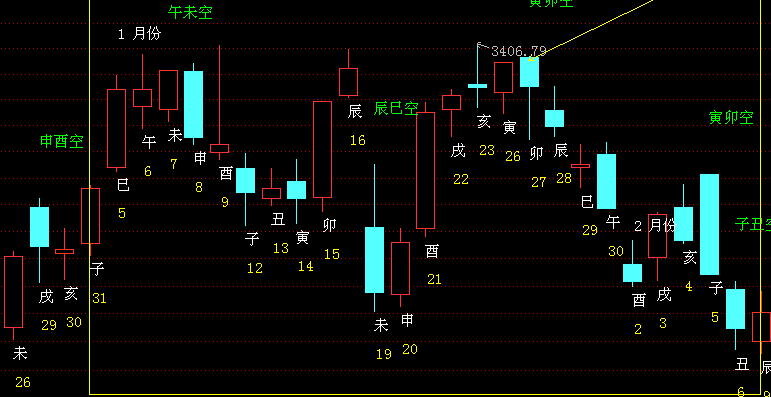 寅卯空
午未空
1 月份
3406.79
辰巳空
寅卯空
申酉空
子丑空
2 月份
未
26
戌
29
亥
30
子
31
巳
5
午
6
未
7
申
8
酉
9
子
12
丑
13
寅
14
卯
15
辰
16
未
19
申
20
酉
21
戌
22
亥
23
寅
26
卯
27
辰
28
巳
29
午
30
酉
2
戌
3
亥
4
子
5
丑
6
辰
9